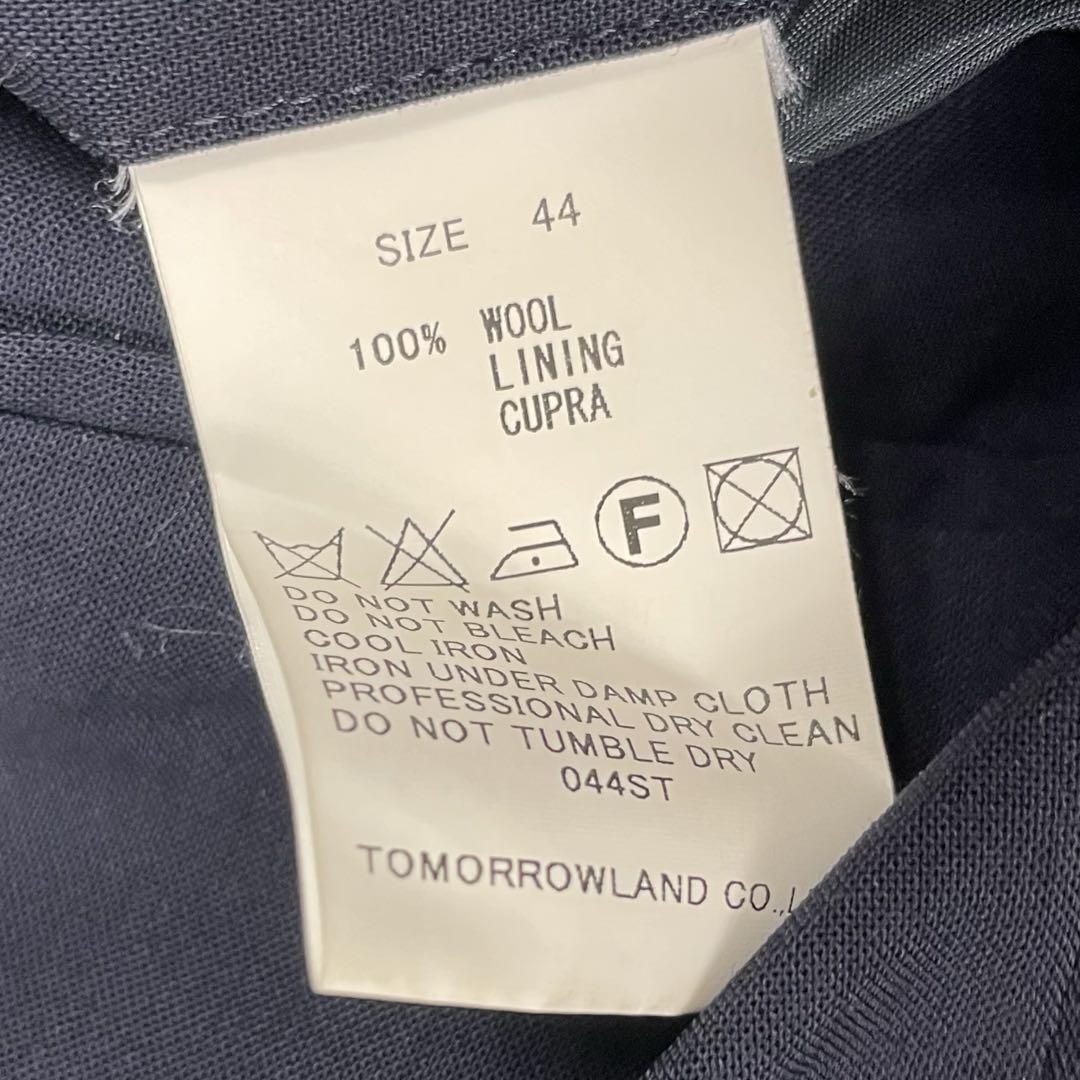 SIZE 44
100% WOOL
LINING
CUPRA
F
DO NOT WASH
DO NOT BLEACH
COOL IRON
IRON UNDER DAMP CLOTH
PROFESSIONAL DRY CLEAN
DO NOT TUMBLE DRY
044ST
TOMORROWLAND CO.,